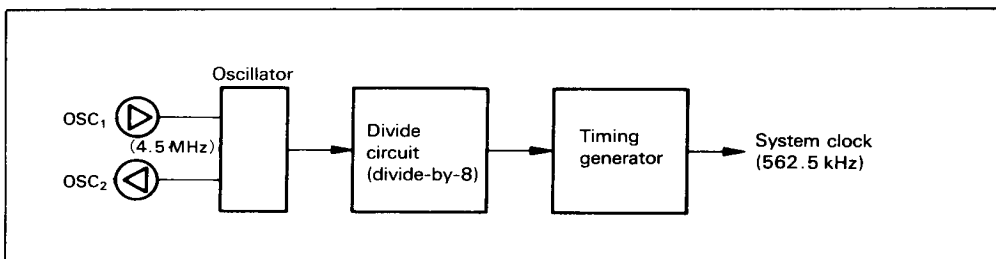 Oscillator
OSC₁
(4.5 MHz)
OSC₂
Divide
circuit
(divide-by-8)
Timing
generator
System clock
(562.5 kHz)